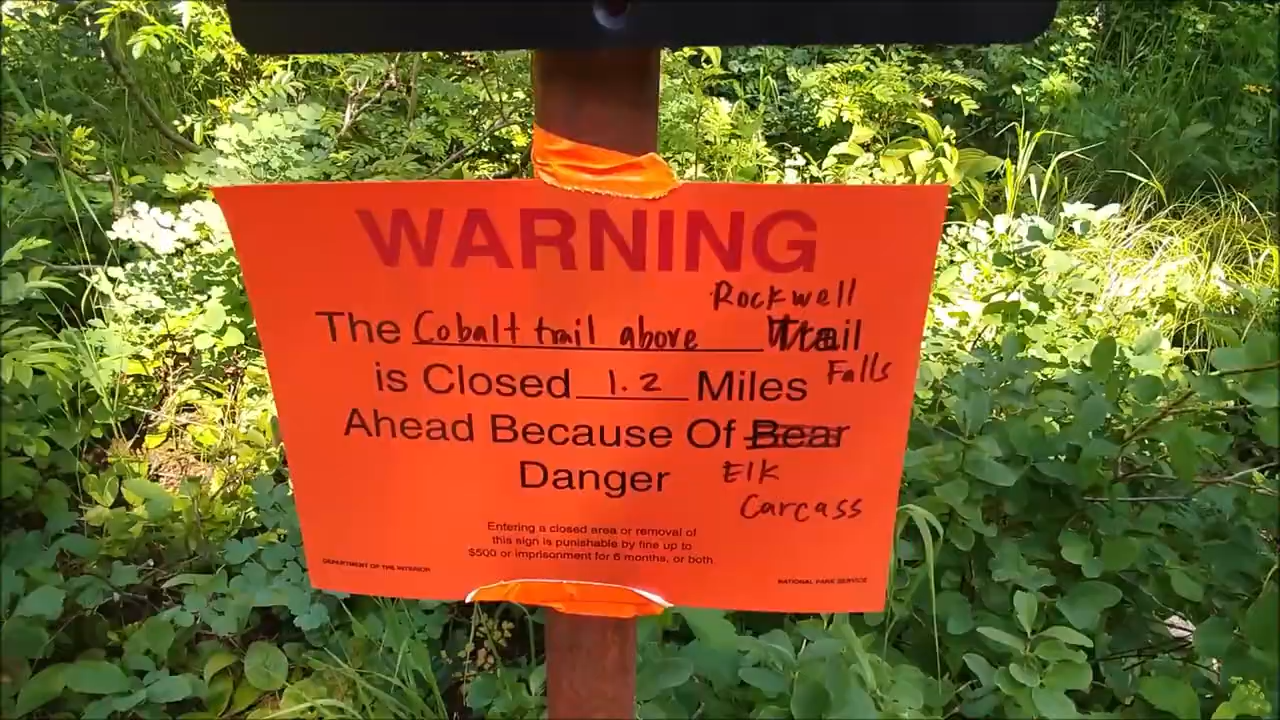 WARNING
Rockwell
The Cobalt trail above Trail
is Closed 1.2 Miles Falls
Ahead Because Of Bear
Danger Elk
Carcass
Entering a closed area or removal of
this sign is punishable by fine up to
$500 or imprisonment for 6 months, or both.
DEPARTMENT OF THE INTERIOR
NATIONAL PARK SERVICE